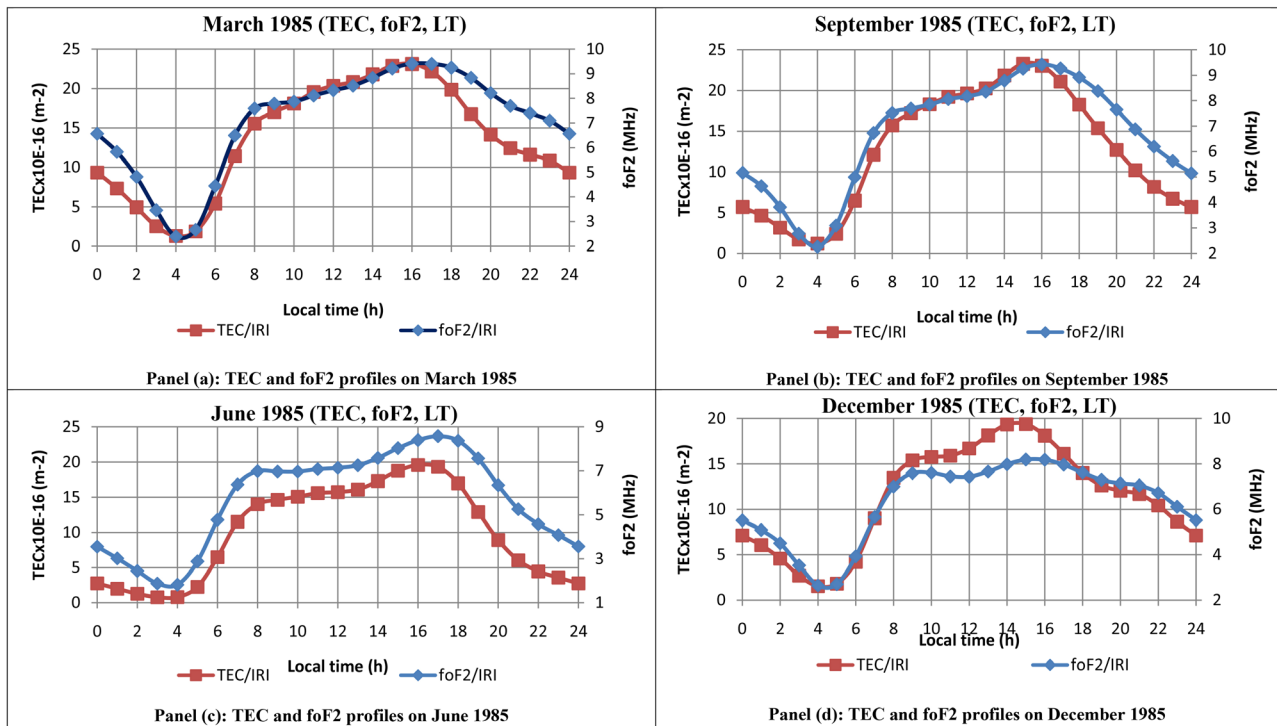 March 1985 (TEC, foF2, LT)
25
20
15
10
5
0
TECx10E-16 (m-2)
10
9
8
7
6
5
4
3
2
foF2 (MHz)
0 2 4 6 8 10 12 14 16 18 20 22 24
Local time (h)
TEC/IRI foF2/IRI
Panel (a): TEC and foF2 profiles on March 1985
September 1985 (TEC, foF2, LT)
25
20
15
10
5
0
TECx10E-16 (m-2)
10
9
8
7
6
5
4
3
2
foF2 (MHz)
0 2 4 6 8 10 12 14 16 18 20 22 24
Local time (h)
TEC/IRI foF2/IRI
Panel (b): TEC and foF2 profiles on September 1985
June 1985 (TEC, foF2, LT)
25
20
15
10
5
0
TECx10E-16 (m-2)
9
7
5
3
1
foF2 (MHz)
0 2 4 6 8 10 12 14 16 18 20 22 24
Local time (h)
TEC/IRI foF2/IRI
Panel (c): TEC and foF2 profiles on June 1985
December 1985 (TEC, foF2, LT)
20
15
10
5
0
TECx10E-16 (m-2)
10
8
6
4
2
foF2 (MHz)
0 2 4 6 8 10 12 14 16 18 20 22 24
Local time (h)
TEC/IRI foF2/IRI
Panel (d): TEC and foF2 profiles on December 1985